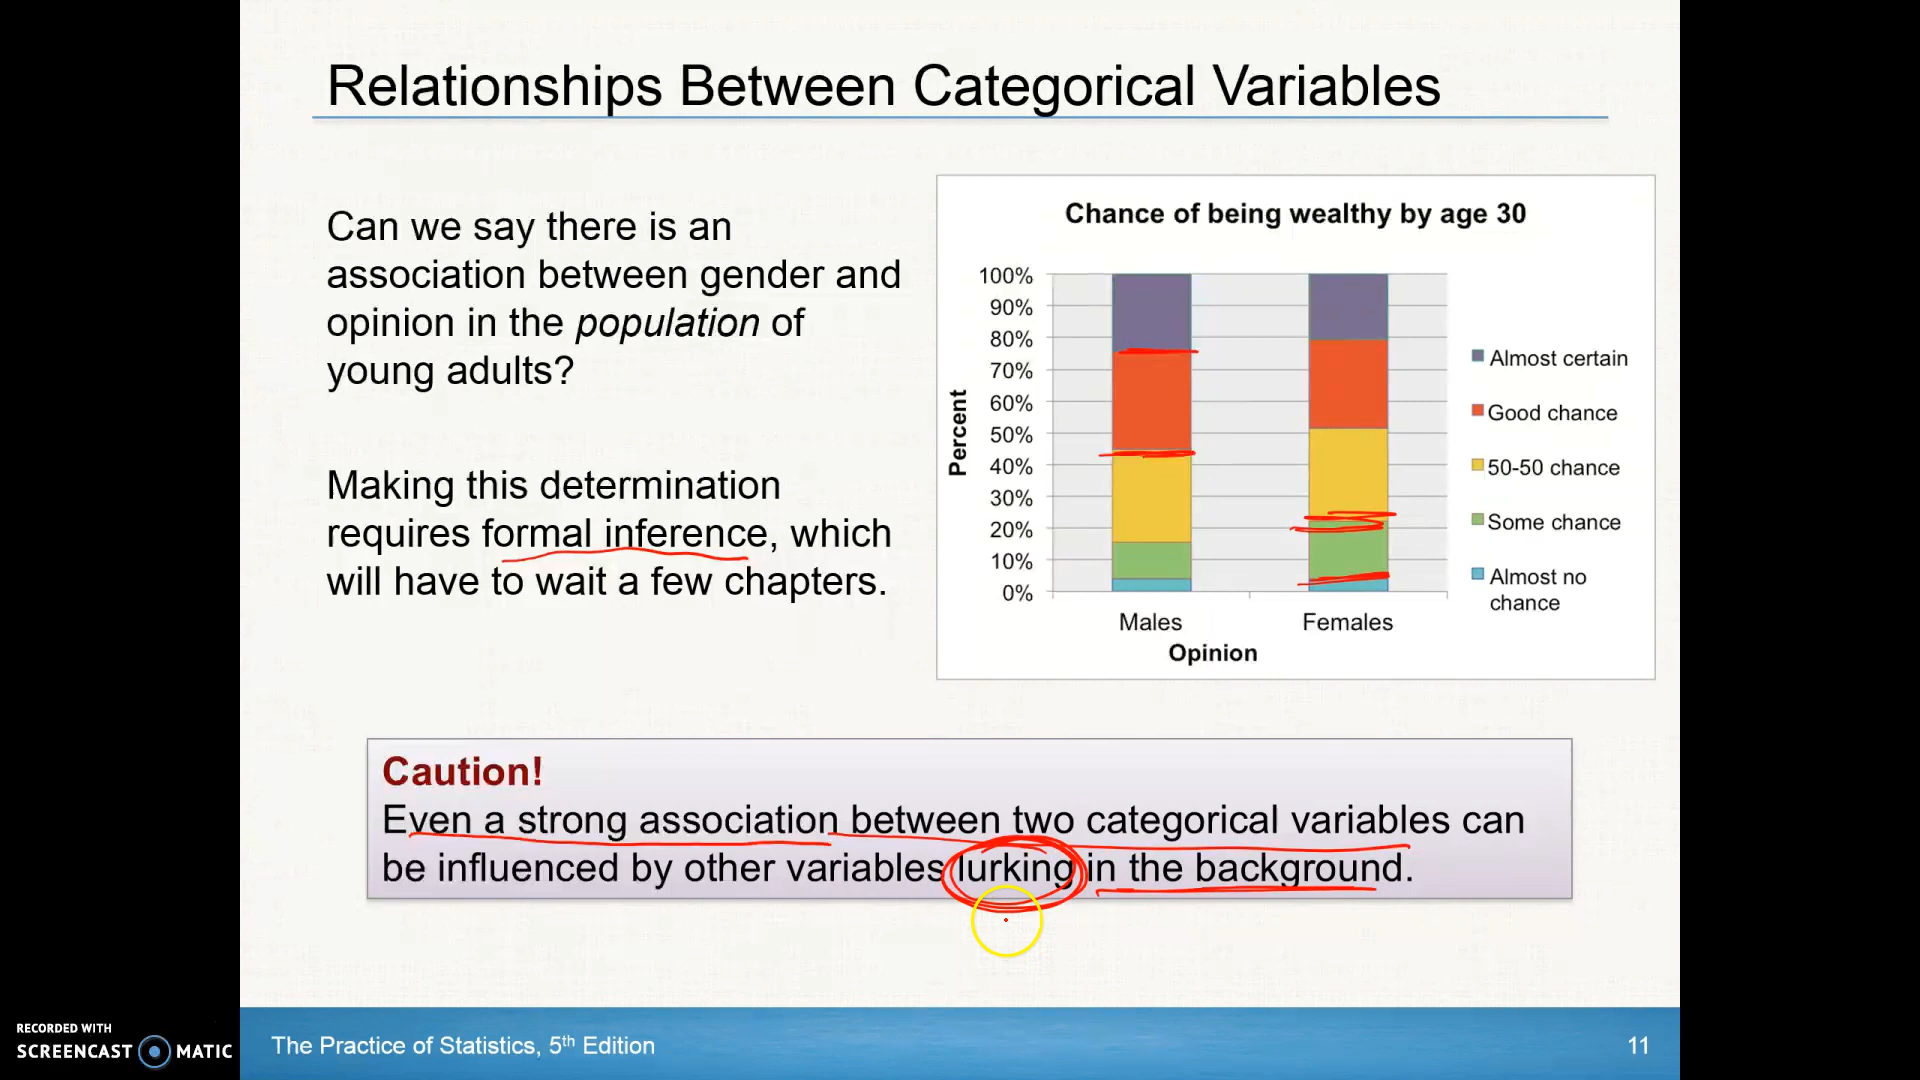 Relationships Between Categorical Variables
Can we say there is an
association between gender and
opinion in the population of
young adults?
Making this determination
requires formal inference, which
will have to wait a few chapters.
Chance of being wealthy by age 30
100%
90%
80%
70%
60%
50%
40%
30%
20%
10%
0%
Percent
Males
Females
Opinion
Almost certain
Good chance
50-50 chance
Some chance
Almost no
chance
Caution!
Even a strong association between two categorical variables can
be influenced by other variables lurking in the background.
RECORDED WITH
SCREENCAST MATIC
The Practice of Statistics, 5th Edition
11